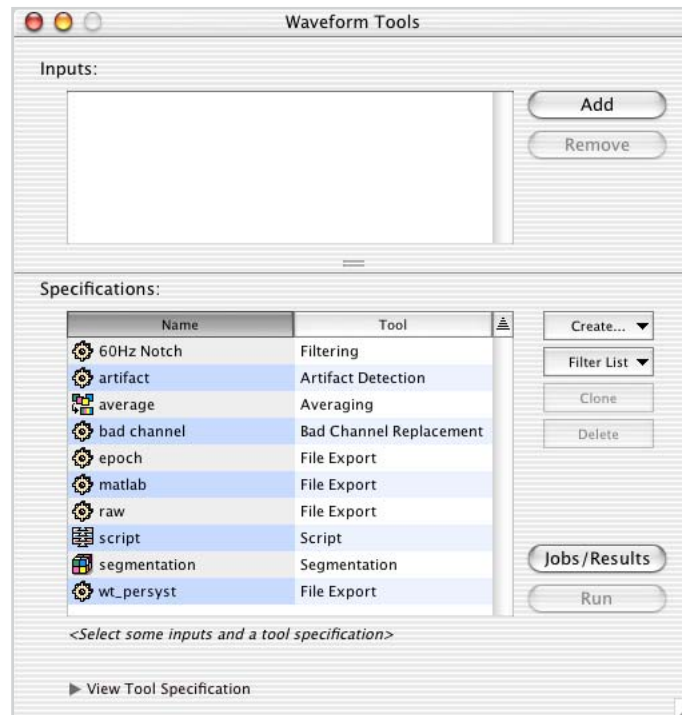 Waveform Tools
Inputs:
Add
Remove
Specifications:
Name Tool
Create...
60Hz Notch Filtering
Filter List
artifact Artifact Detection
average Averaging
Clone
bad channel Bad Channel Replacement
Delete
epoch File Export
matlab File Export
raw File Export
script Script
segmentation Segmentation
Jobs/Results
wt_persyst File Export
Run
<Select some inputs and a tool specification>
View Tool Specification